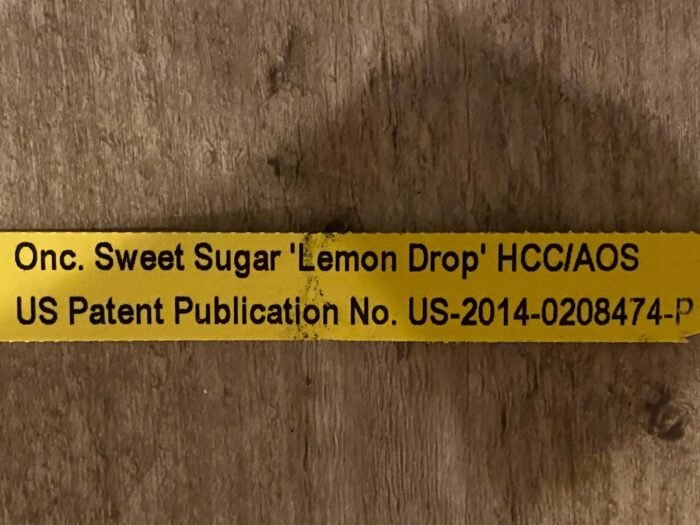 Onc. Sweet Sugar 'Lemon Drop' HCC/AOS
US Patent Publication No. US-2014-0208474-P